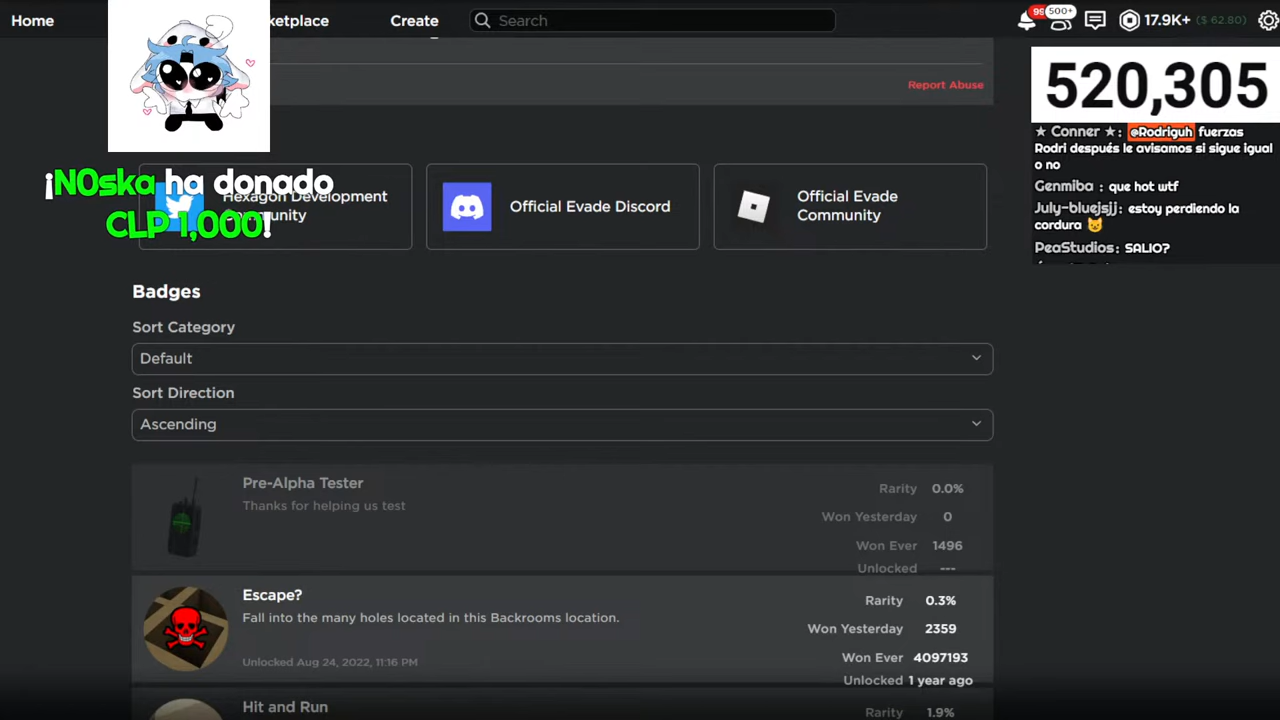 Home
Create
Search
99
500+
17.9K+ ($ 62.80)
Report Abuse
520,305
★ Conner ★: @Rodriguh fuerzas
Rodri después le avisamos si sigue igual
o no
Genmiba : que hot wtf
July-bluejsjj: estoy perdiendo la
cordura 😼
PeaStudios: SALIO?
¡N0ska ha donado
CLP 1,000!
Hexagon Development
Official Evade Discord
Official Evade
Community
Badges
Sort Category
Default
Sort Direction
Ascending
Pre-Alpha Tester
Thanks for helping us test
Rarity 0.0%
Won Yesterday 0
Won Ever 1496
Unlocked ---
Escape?
Fall into the many holes located in this Backrooms location.
Unlocked Aug 24, 2022, 11:16 PM
Rarity 0.3%
Won Yesterday 2359
Won Ever 4097193
Unlocked 1 year ago
Hit and Run
Rarity 1.9%